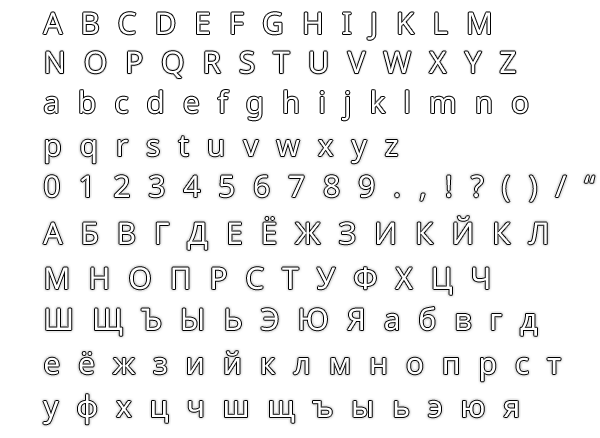 A B C D E F G H I J K L M
N O P Q R S T U V W X Y Z
a b c d e f g h i j k l m n o
p q r s t u v w x y z
0 1 2 3 4 5 6 7 8 9 . , ! ? ( ) / “
А Б В Г Д Е Ё Ж З И К Й К Л
М Н О П Р С Т У Ф Х Ц Ч
Ш Щ Ъ Ы Ь Э Ю Я а б в г д
е ё ж з и й к л м н о п р с т
у ф х ц ч ш щ ъ ы ь э ю я